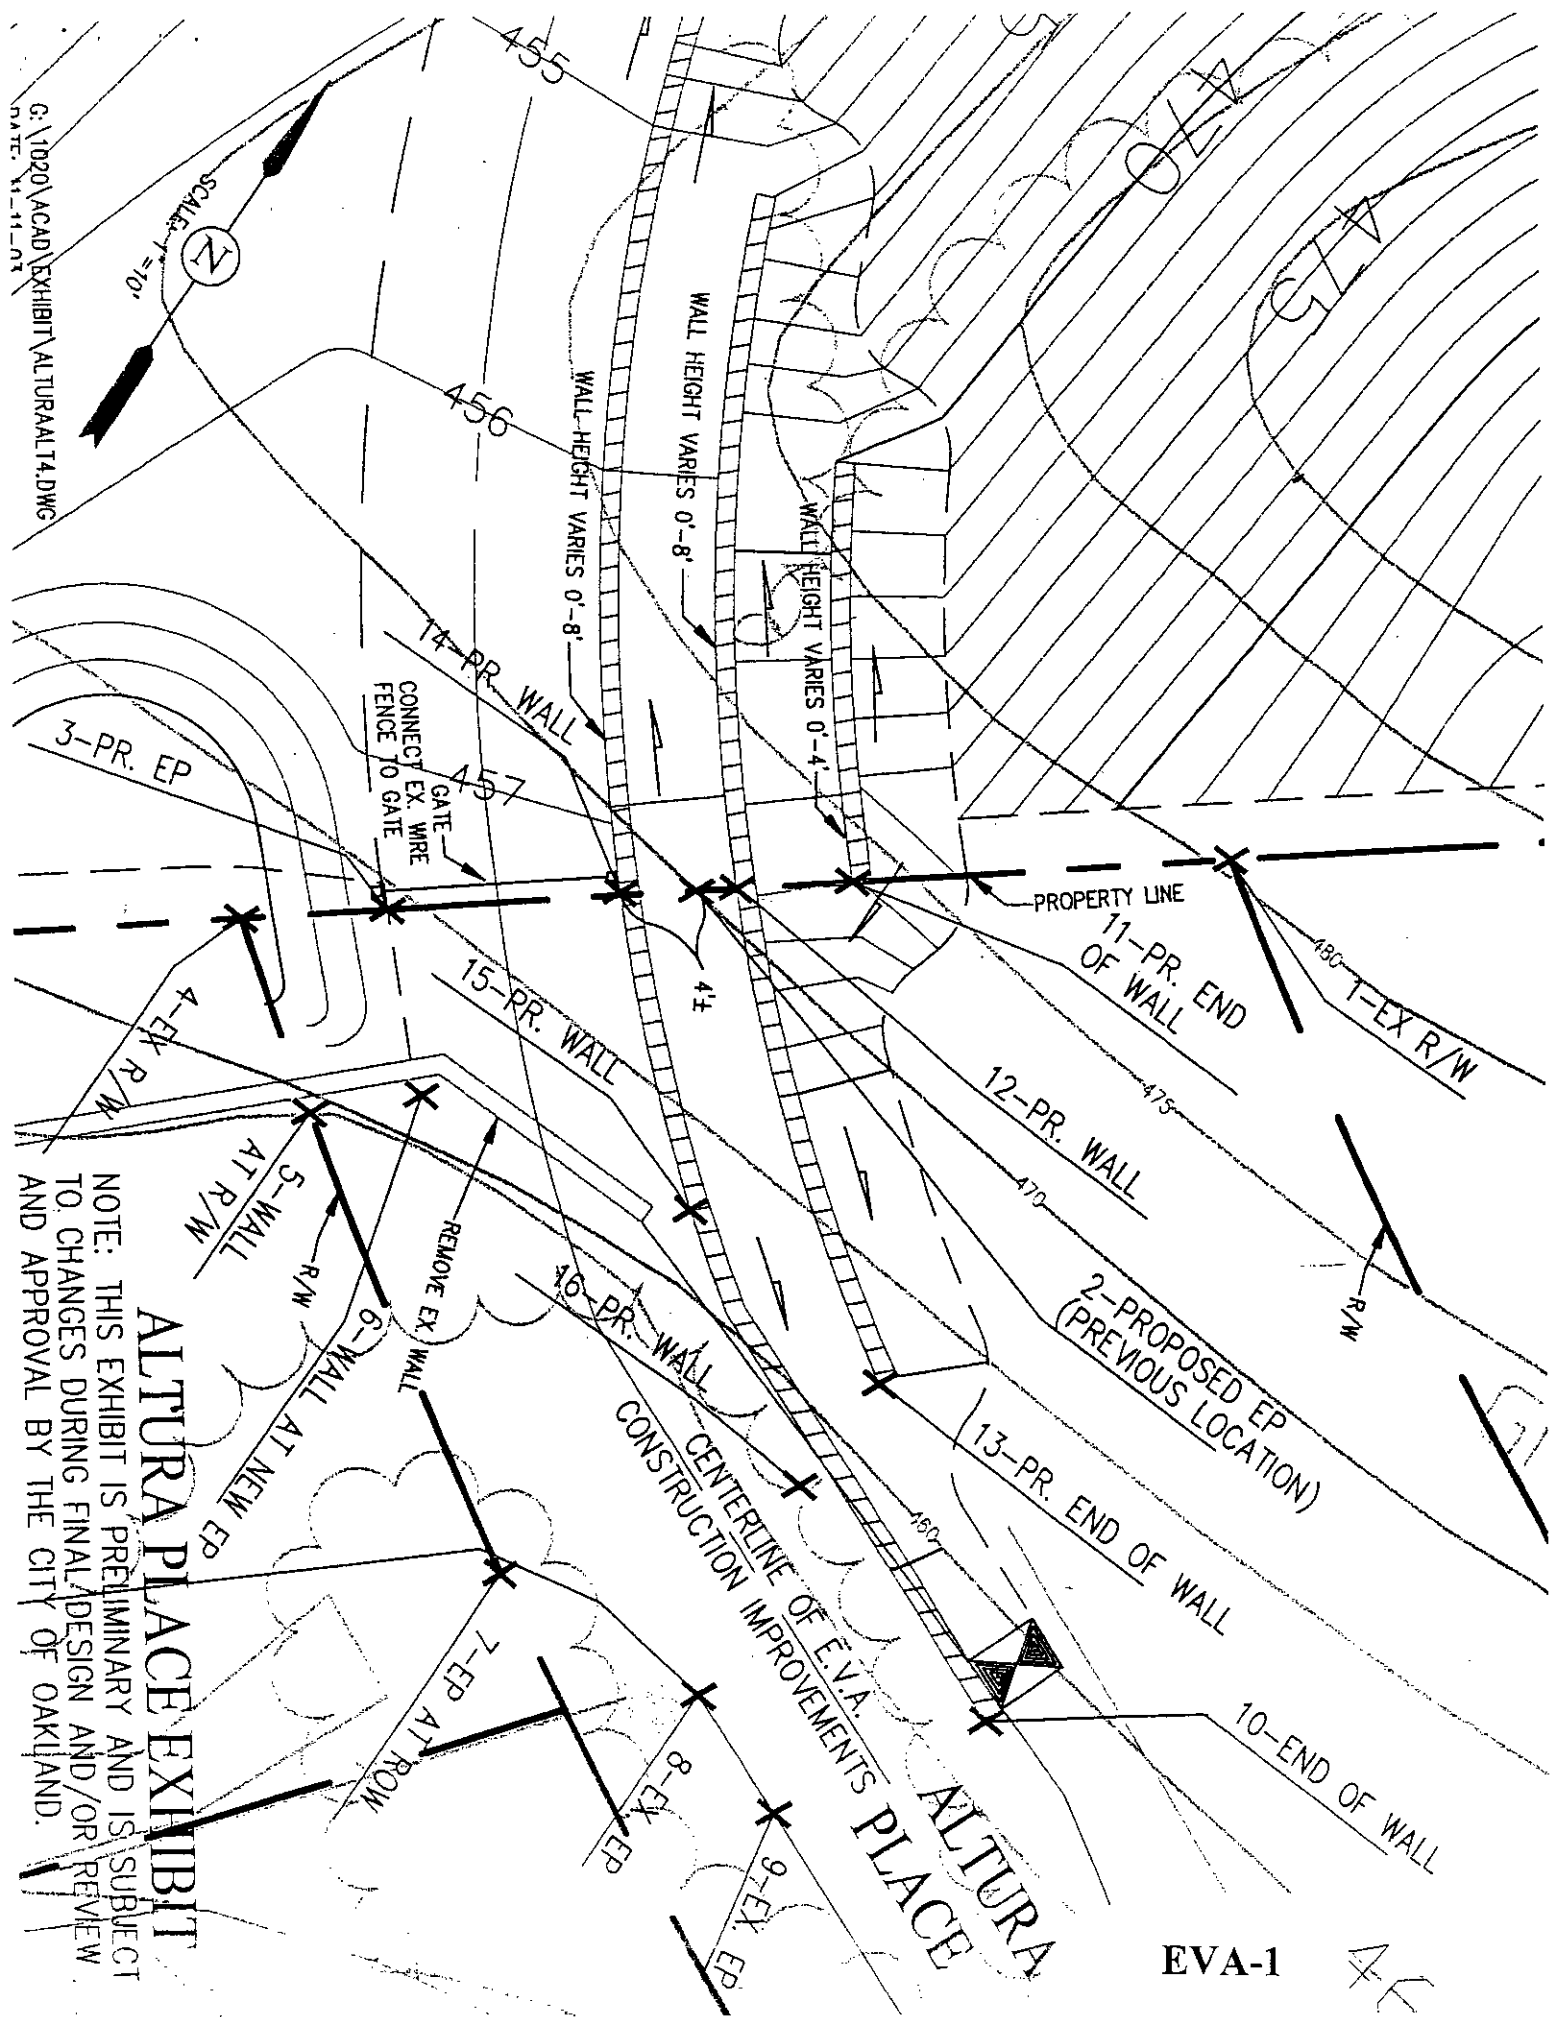 G:\1020\ACAD\EXHIBIT\ALTURAALT4.DWG
DATE: 11-11-03
SCALE: 1"=10'
N
455
456
457
470
475
WALL HEIGHT VARIES 0'-8'
WALL HEIGHT VARIES 0'-8'
WALL HEIGHT VARIES 0'-4'
14-PR. WALL
3-PR. EP
GATE
CONNECT EX. WIRE
FENCE TO GATE
PROPERTY LINE
4'±
11-PR. END
OF WALL
480
1-EX R/W
475
12-PR. WALL
470
2-PROPOSED EP
(PREVIOUS LOCATION)
R/W
15-PR. WALL
4-EX R/W
5-WALL
AT R/W
R/W
REMOVE EX. WALL
6-WALL AT NEW EP
16-PR. WALL
13-PR. END OF WALL
460
CENTERLINE OF E.V.A.
CONSTRUCTION IMPROVEMENTS
7-EP AT ROW
8-EX EP
9-EX EP
10-END OF WALL
ALTURA
PLACE
ALTURA PLACE EXHIBIT
NOTE: THIS EXHIBIT IS PRELIMINARY AND IS SUBJECT
TO CHANGES DURING FINAL DESIGN AND/OR REVIEW
AND APPROVAL BY THE CITY OF OAKLAND.
EVA-1